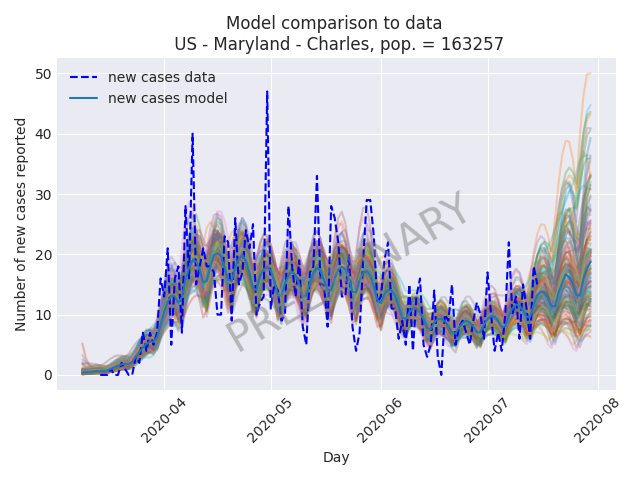 Model comparison to data
US - Maryland - Charles, pop. = 163257
new cases data
new cases model
PRELIMINARY
Number of new cases reported
50
40
30
20
10
0
2020-04
2020-05
2020-06
2020-07
2020-08
Day